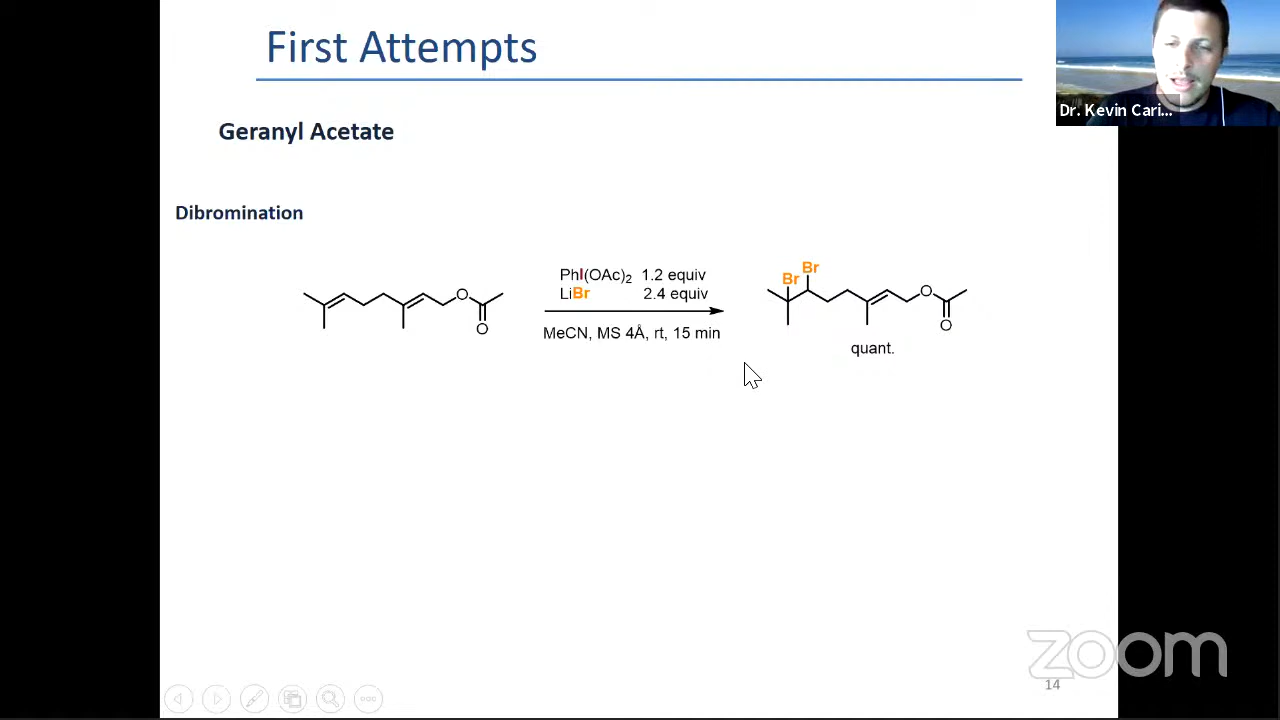 First Attempts
Dr. Kevin Cari...
Geranyl Acetate
Dibromination
PhI(OAc)2 1.2 equiv
LiBr 2.4 equiv
MeCN, MS 4Å, rt, 15 min
O
O
Br
Br
O
O
quant.
zoom
14